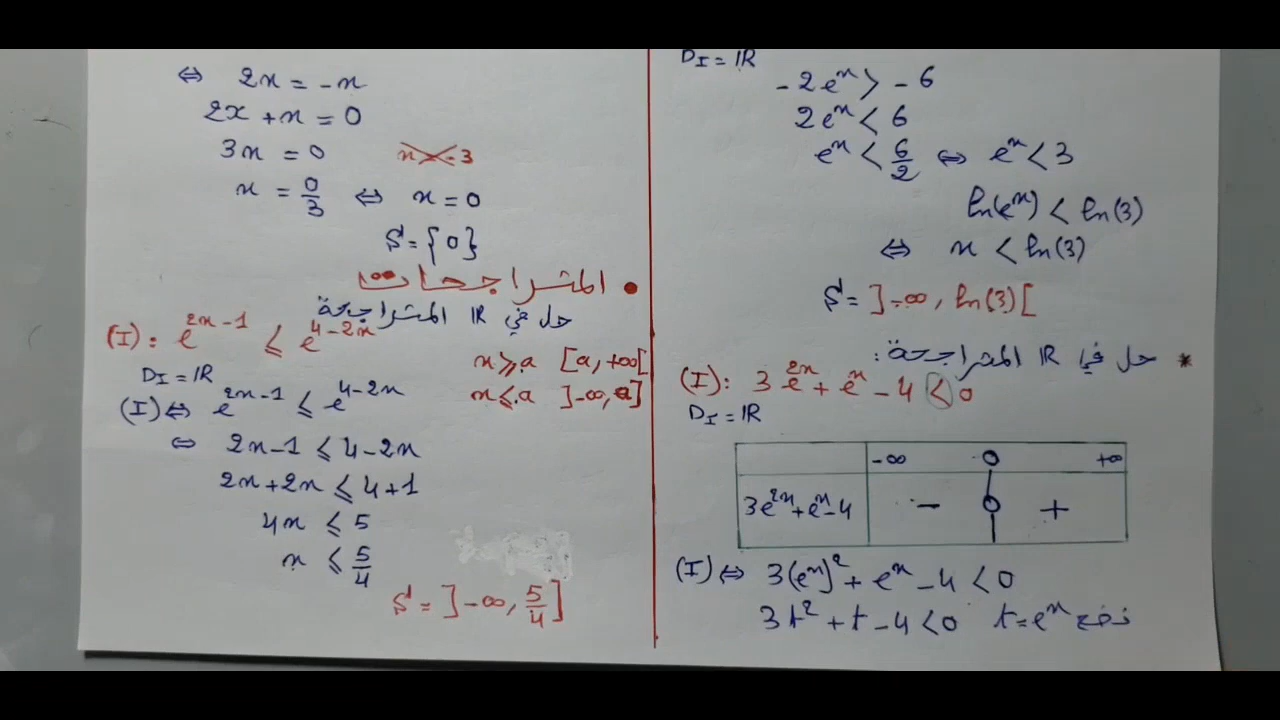 ⇔ 2x = -x
2x + x = 0
3x = 0
x = -3
x = 0/3 ⇔ x = 0
S = {0}
• المتراجحات
حل في IR المتراجحة
(I): e^(2x-1) ≤ e^(4-2x)
D_I = IR
x ≥ a [a, +∞[
x ≤ a ]-∞, a]
(I) ⇔ e^(2x-1) ≤ e^(4-2x)
⇔ 2x-1 ≤ 4-2x
2x+2x ≤ 4+1
4x ≤ 5
x ≤ 5/4
S = ]-∞, 5/4]
D_I = IR
-2e^x > -6
2e^x < 6
e^x < 6/2 ⇔ e^x < 3
ln(e^x) < ln(3)
⇔ x < ln(3)
S = ]-∞, ln(3)[
* حل في IR المتراجحة:
(I): 3e^(2x) + e^x - 4 < 0
D_I = IR
-∞ 0 +∞
3e^(2x)+e^x-4 - 0 +
(I) ⇔ 3(e^x)² + e^x - 4 < 0
3t² + t - 4 < 0 نضع t = e^x